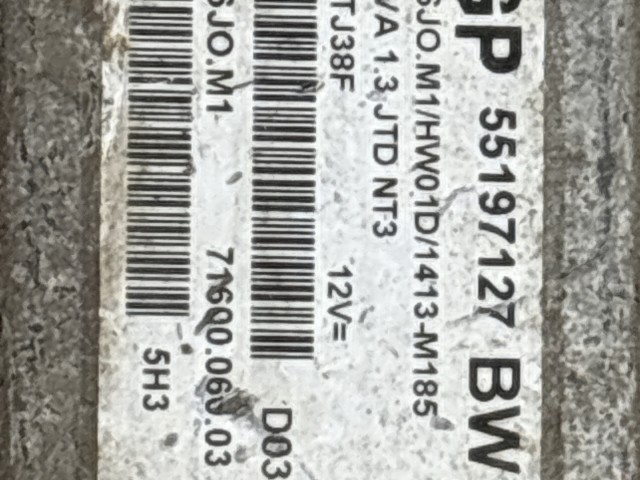 GP 55197127 BW
6JO.M1/HW01D/1413-M185
VA 1.3 JTD NT3
TJ38F 12V=
D03
6JO.M1 71600.060.03
5H3